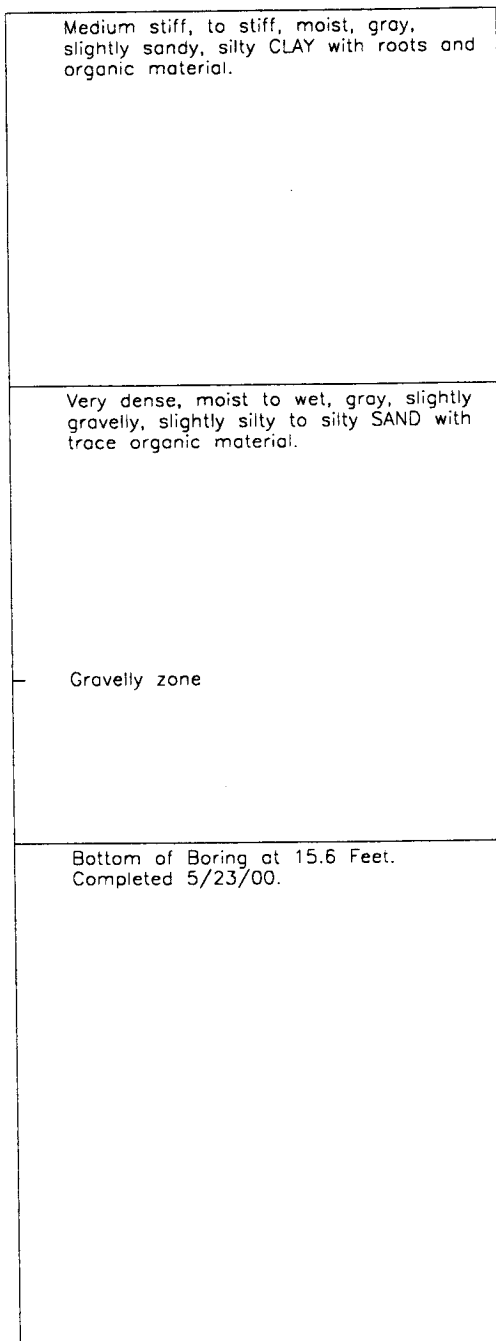 Medium stiff, to stiff, moist, gray,
slightly sandy, silty CLAY with roots and
organic material.
Very dense, moist to wet, gray, slightly
gravelly, slightly silty to silty SAND with
trace organic material.
Gravelly zone
Bottom of Boring at 15.6 Feet.
Completed 5/23/00.